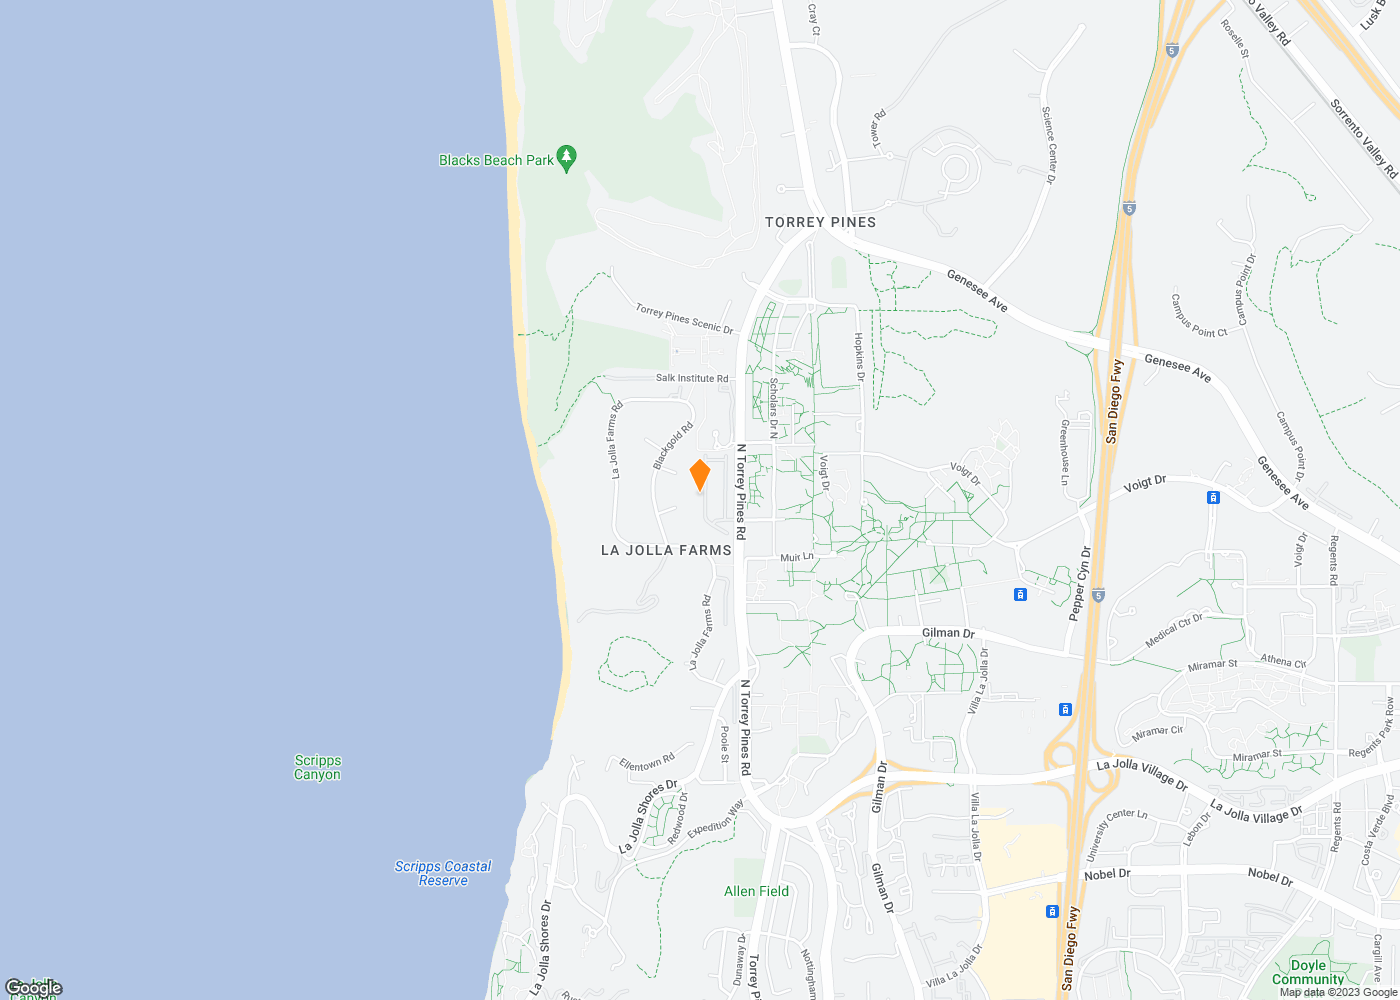 Cray Ct
Lusk B
to Valley Rd
Roselle St
5
Sorrento Valley Rd
Tower Rd
Science Center Dr
Blacks Beach Park
5
TORREY PINES
Genesee Ave
Campus Point Dr
Campus Point Ct
Torrey Pines Scenic Dr
Hopkins Dr
Genesee Ave
Salk Institute Rd
Scholars Dr N
San Diego Fwy
La Jolla Farms Rd
Blackgold Rd
Greenhouse Ln
Campus Point Dr
N Torrey Pines Rd
Voigt Dr
Voigt Dr
Voigt Dr
Genesee Ave
LA JOLLA FARMS
Muir Ln
Voigt Dr
Regents Rd
Pepper Cyn Dr
5
La Jolla Farms Rd
Gilman Dr
Medical Ctr Dr
Villa La Jolla Dr
Miramar St
Athena Cir
N Torrey Pines Rd
Poole St
Miramar Cir
Miramar St
Regents Park Row
Scripps
Canyon
Ellentown Rd
La Jolla Shores Dr
Redwood Dr
Expedition Way
Gilman Dr
La Jolla Village Dr
La Jolla Village Dr
Villa La Jolla Dr
University Center Ln
Lebon Dr
Regents Rd
Costa Verde Blvd
Scripps Coastal
Reserve
Allen Field
Gilman Dr
Nobel Dr
Nobel Dr
La Jolla Shores Dr
Dunaway Dr
Torrey Pines
Nottingham
Villa La Jolla Dr
San Diego Fwy
Cargill Ave
Doyle
Community
Google
Canyon
Map data ©2023 Google